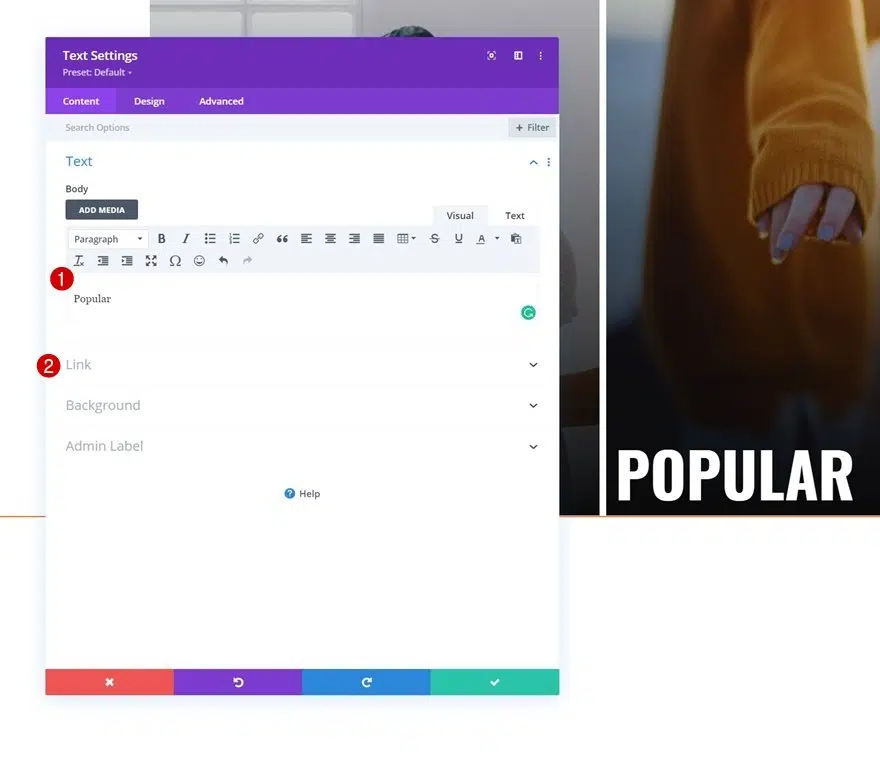 Text Settings
Preset: Default
Content Design Advanced
Search Options
+ Filter
Text
Body
ADD MEDIA
Visual Text
Paragraph B I U A
1
Popular
2 Link
Background
Admin Label
? Help
POPULAR